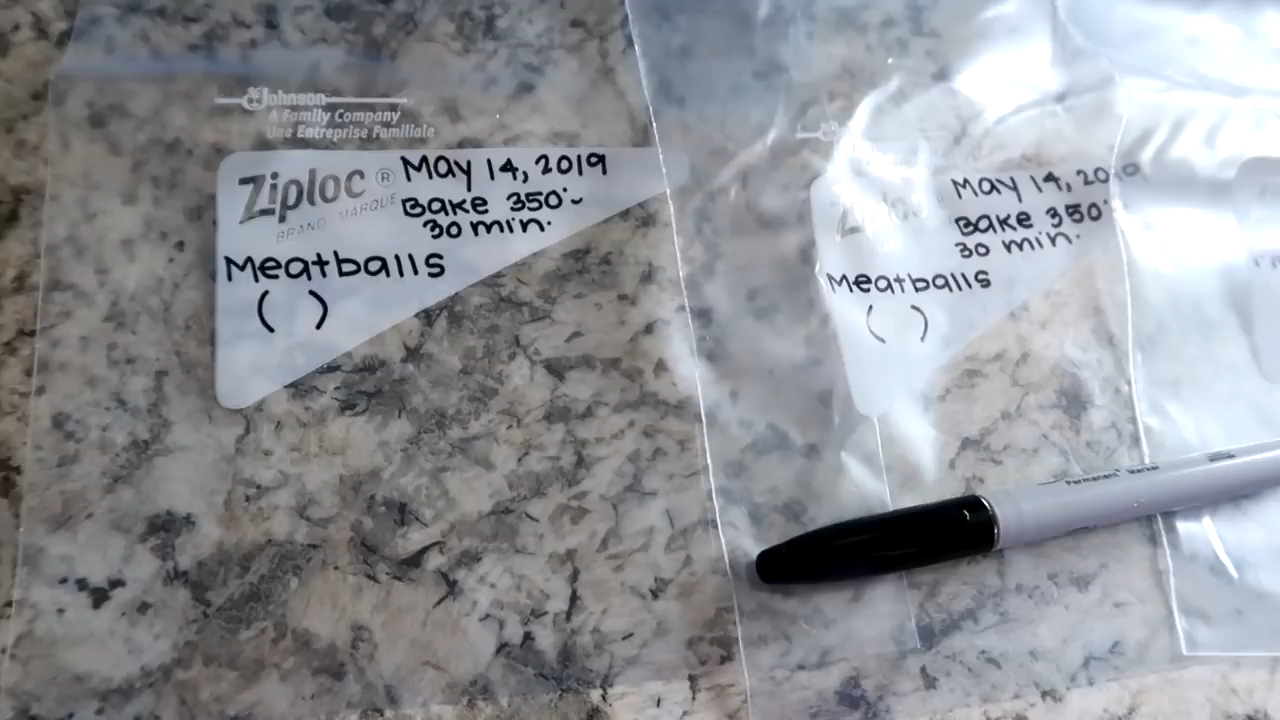 Johnson
A Family Company
Une Entreprise Familiale
Ziploc®
BRAND MARQUE
May 14, 2019
Bake 350°
30 min.
Meatballs
( )
Ziploc
May 14, 2019
Bake 350°
30 min.
Meatballs
( )
Permanent Marker